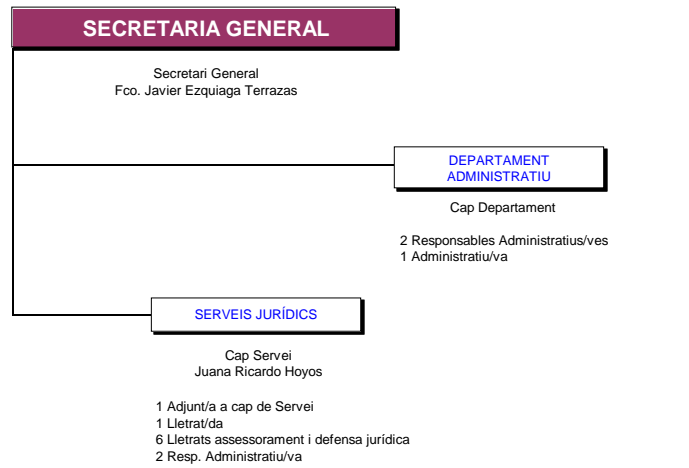 SECRETARIA GENERAL
Secretari General
Fco. Javier Ezquiaga Terrazas
DEPARTAMENT
ADMINISTRATIU
Cap Departament
2 Responsables Administratius/ves
1 Administratiu/va
SERVEIS JURÍDICS
Cap Servei
Juana Ricardo Hoyos
1 Adjunt/a a cap de Servei
1 Lletrat/da
6 Lletrats assessorament i defensa jurídica
2 Resp. Administratiu/va